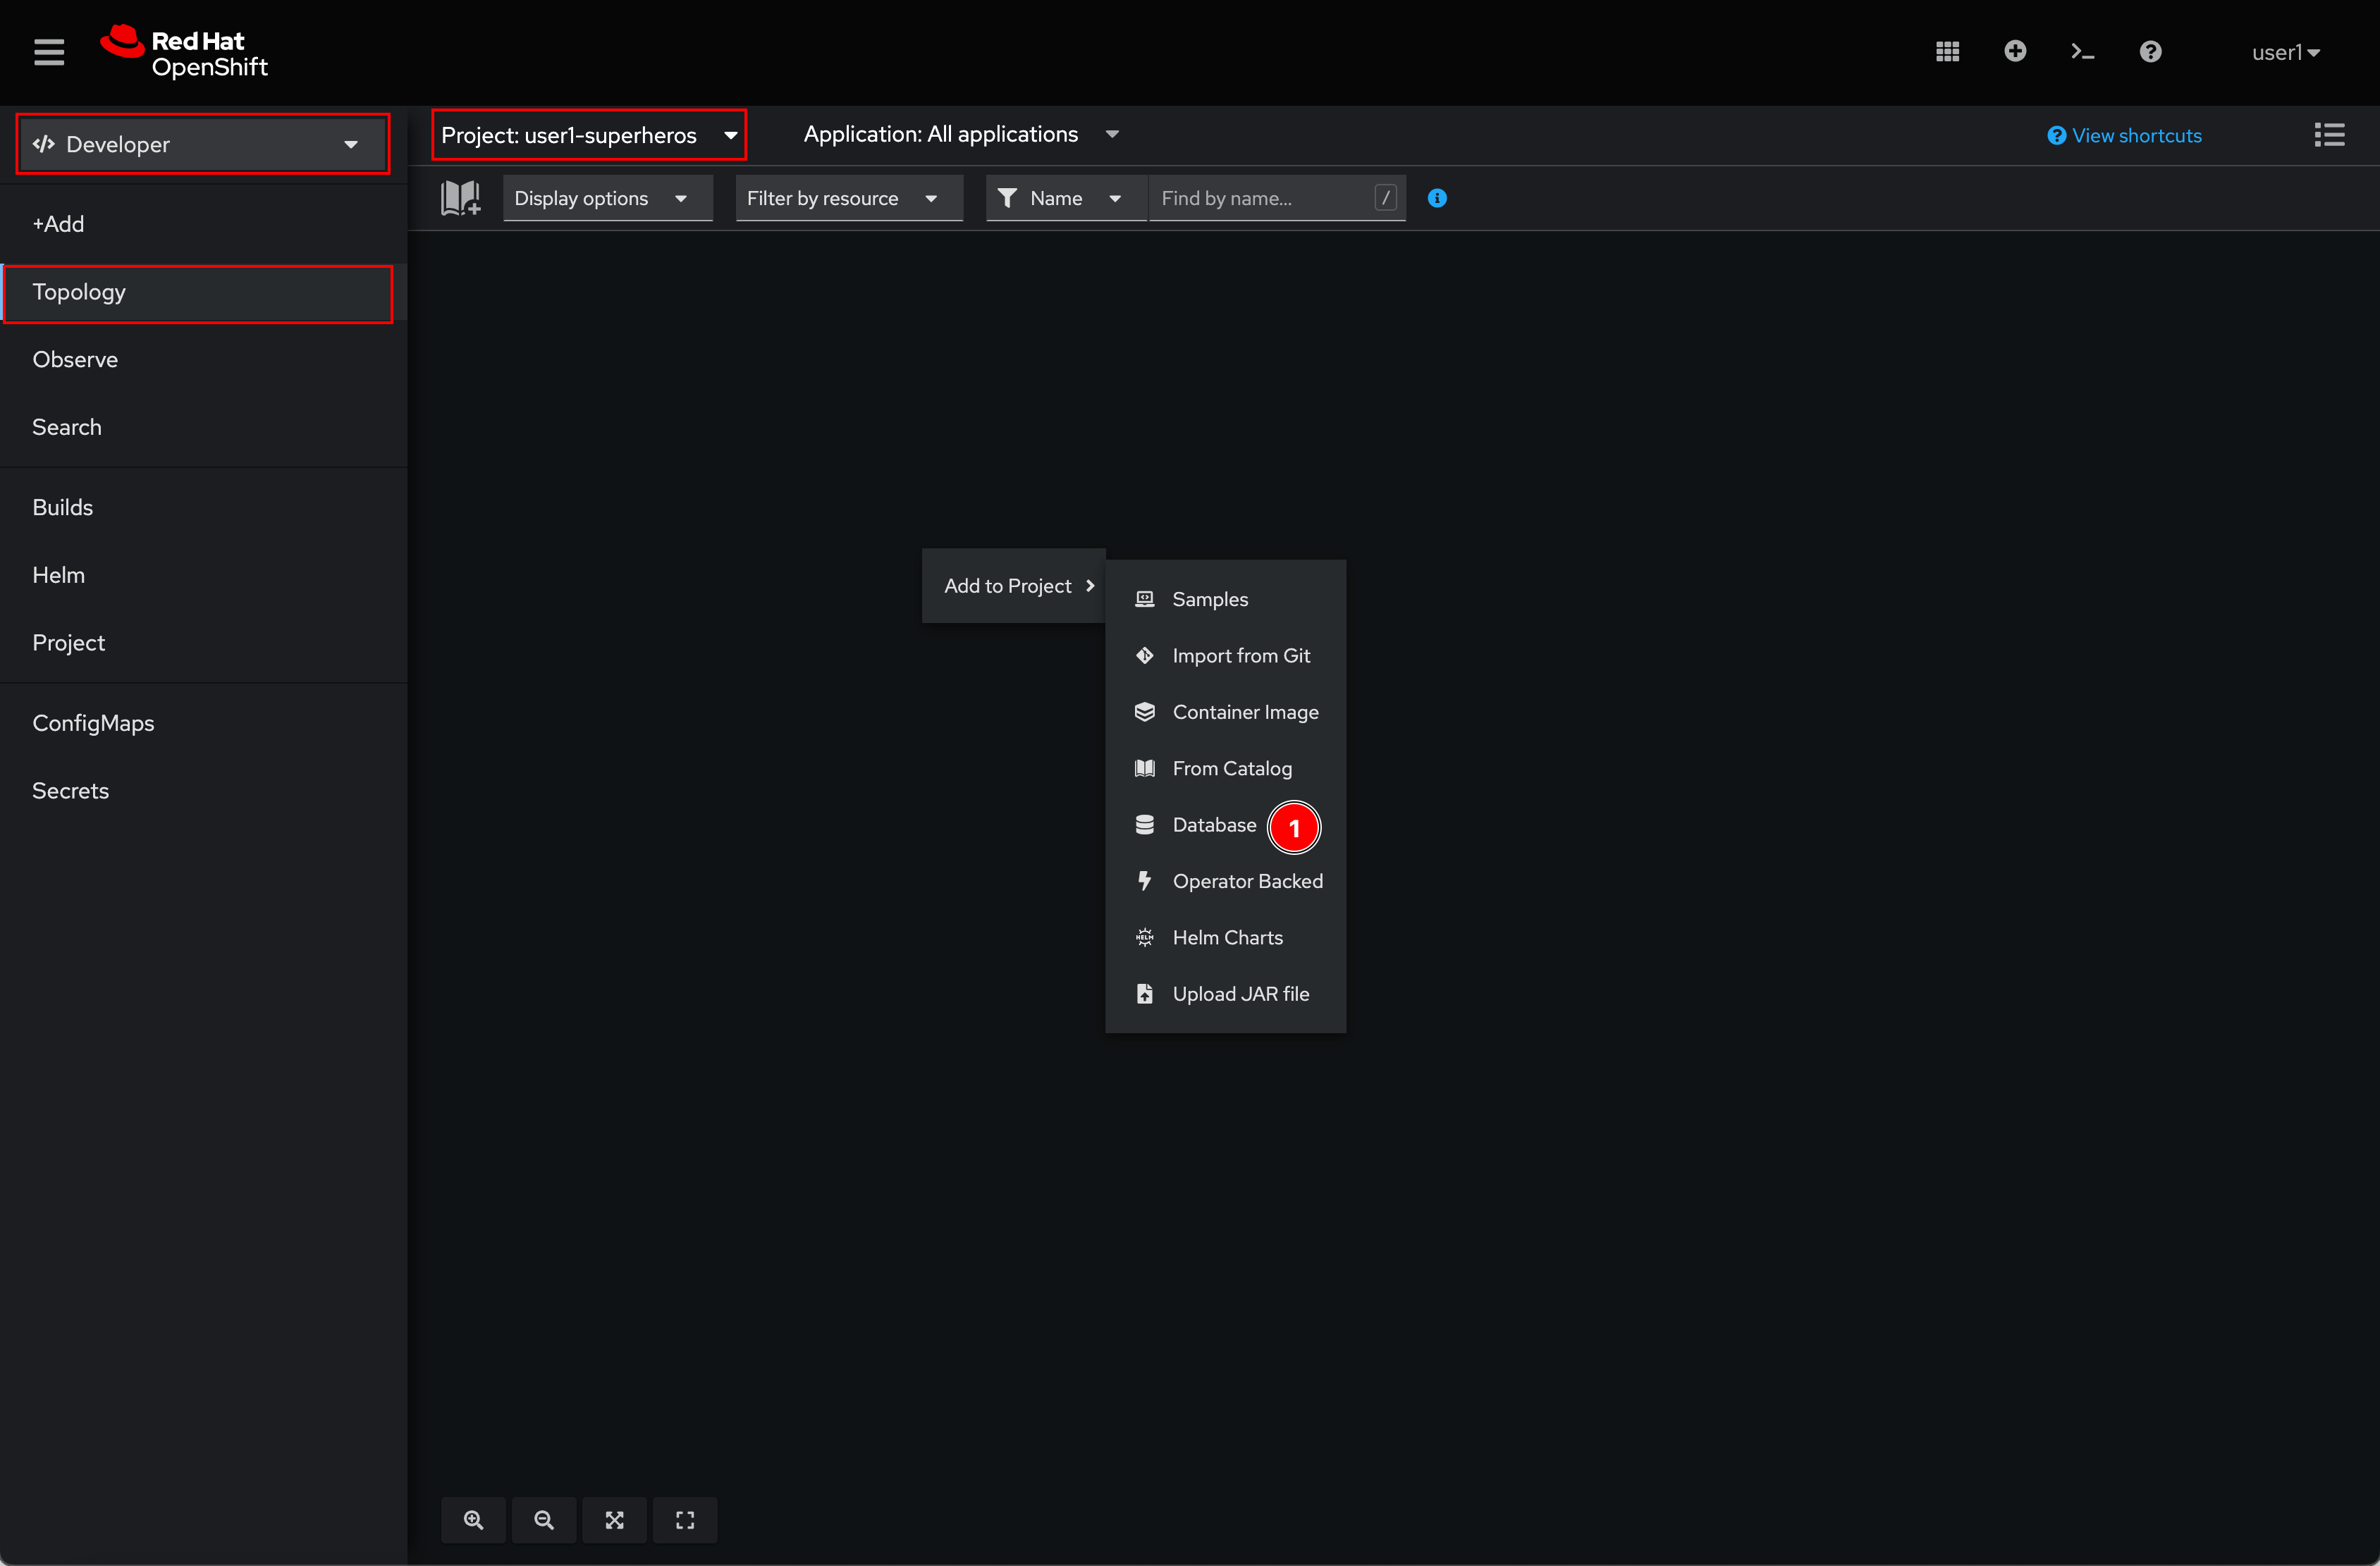 Red Hat
OpenShift
user1
Developer
Project: user1-superheros
Application: All applications
View shortcuts
Display options
Filter by resource
Name
Find by name...
/
+Add
Topology
Observe
Search
Builds
Helm
Project
ConfigMaps
Secrets
Add to Project
Samples
Import from Git
Container Image
From Catalog
Database
1
Operator Backed
HELM
Helm Charts
Upload JAR file